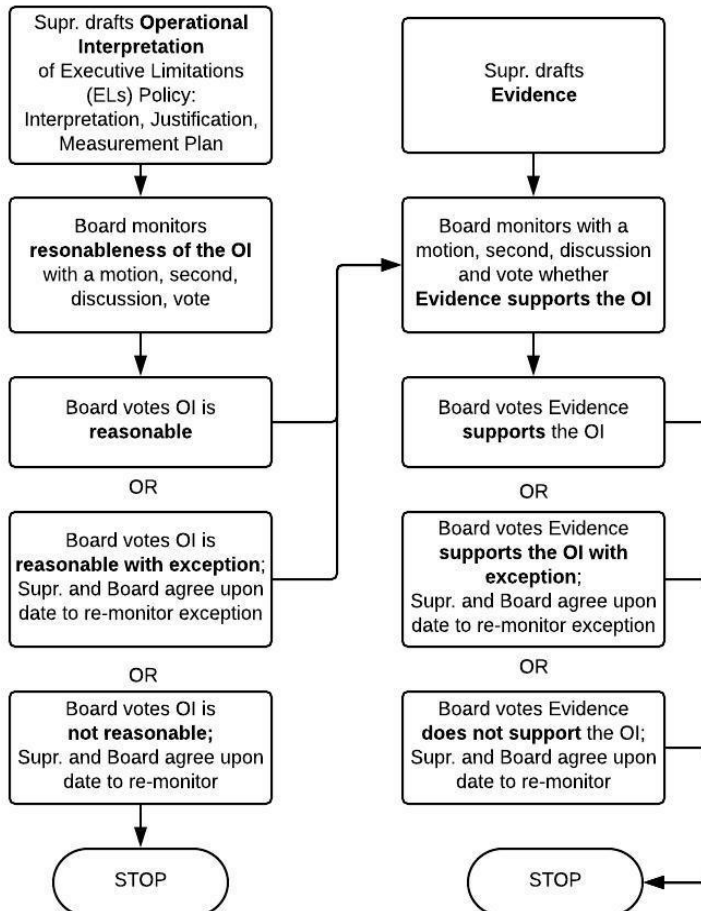 Supr. drafts Operational
Interpretation
of Executive Limitations
(ELs) Policy:
Interpretation, Justification,
Measurement Plan
Board monitors
resonableness of the OI
with a motion, second,
discussion, vote
Board votes OI is
reasonable
OR
Board votes OI is
reasonable with exception;
Supr. and Board agree upon
date to re-monitor exception
OR
Board votes OI is
not reasonable;
Supr. and Board agree upon
date to re-monitor
STOP
Supr. drafts
Evidence
Board monitors with a
motion, second, discussion
and vote whether
Evidence supports the OI
Board votes Evidence
supports the OI
OR
Board votes Evidence
supports the OI with
exception;
Supr. and Board agree upon
date to re-monitor exception
OR
Board votes Evidence
does not support the OI;
Supr. and Board agree upon
date to re-monitor
STOP